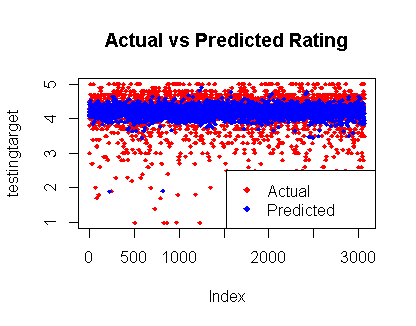 Actual vs Predicted Rating
testingtarget
5
4
3
2
1
0 500 1000 2000 3000
Index
Actual
Predicted